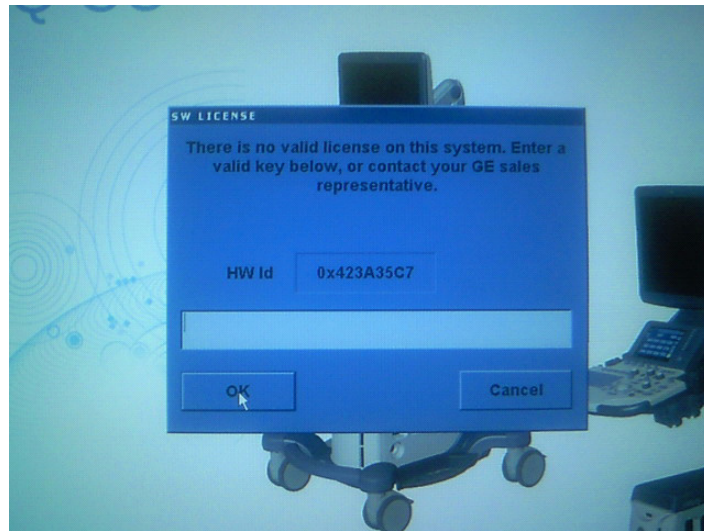 SW LICENSE
There is no valid license on this system. Enter a
valid key below, or contact your GE sales
representative.
HW Id 0x423A35C7
OK Cancel